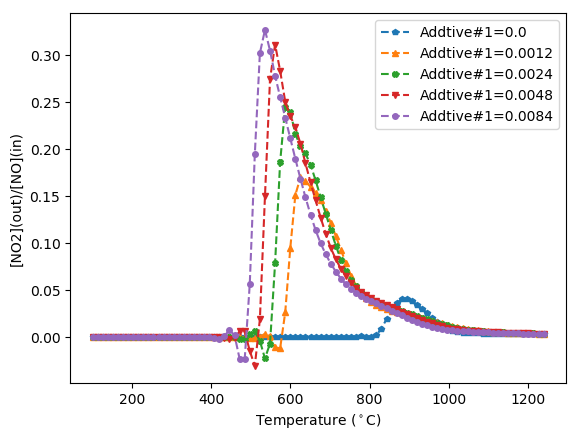 Addtive#1=0.0
Addtive#1=0.0012
Addtive#1=0.0024
Addtive#1=0.0048
Addtive#1=0.0084
[NO2](out)/[NO](in)
0.30
0.25
0.20
0.15
0.10
0.05
0.00
200 400 600 800 1000 1200
Temperature (°C)